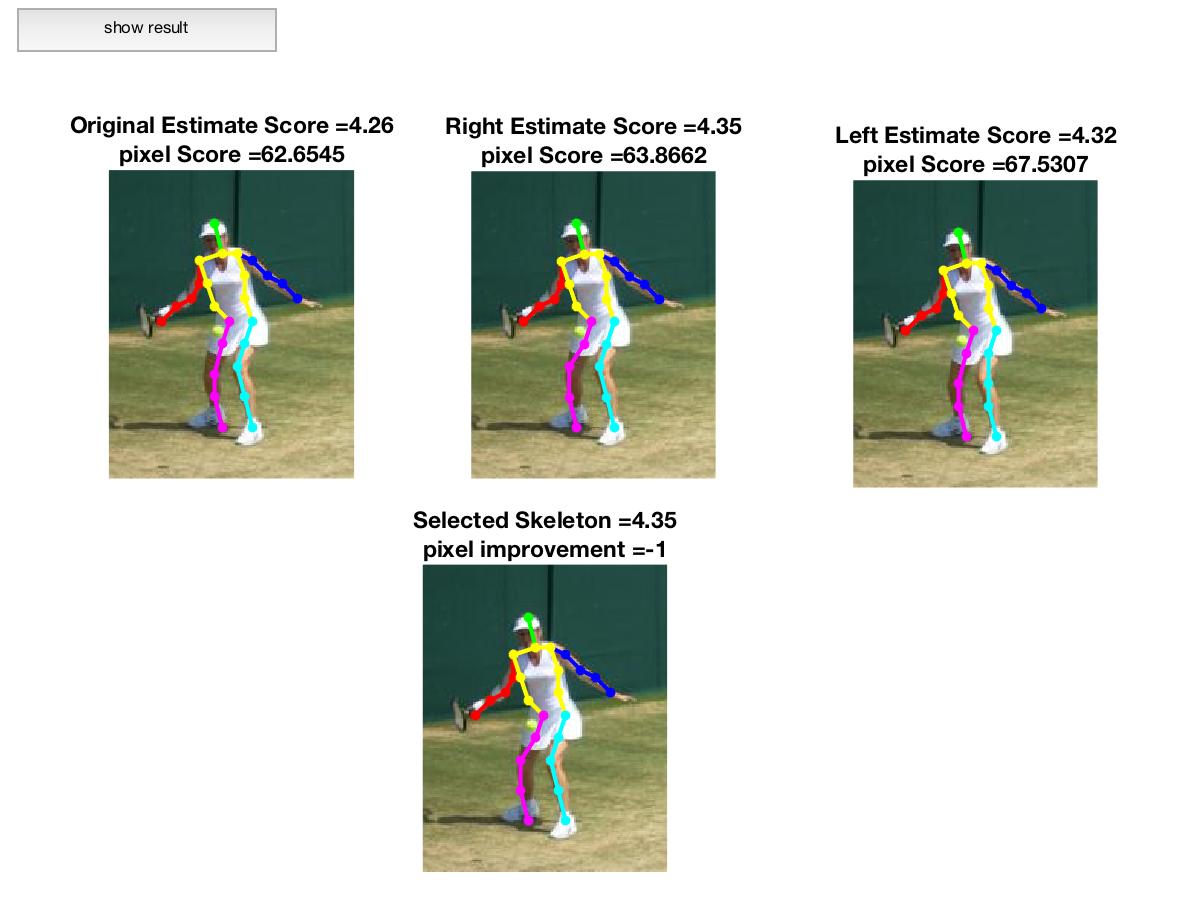 show result
Original Estimate Score =4.26
pixel Score =62.6545
Right Estimate Score =4.35
pixel Score =63.8662
Left Estimate Score =4.32
pixel Score =67.5307
Selected Skeleton =4.35
pixel improvement =-1